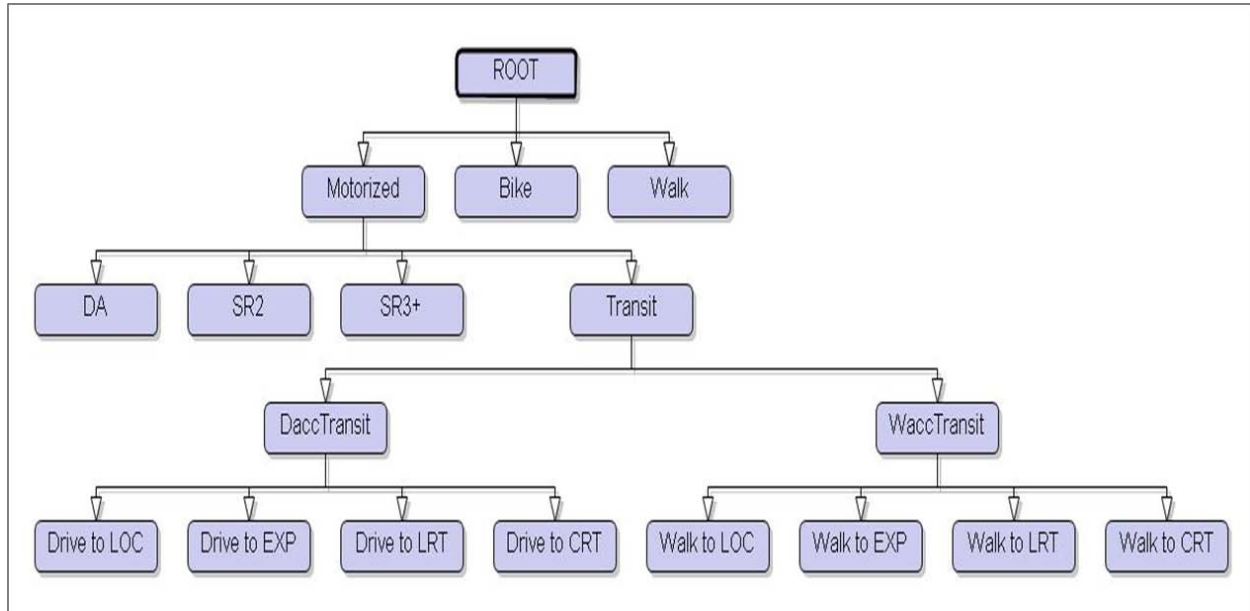 ROOT
Motorized
Bike
Walk
DA
SR2
SR3+
Transit
DaccTransit
WaccTransit
Drive to LOC
Drive to EXP
Drive to LRT
Drive to CRT
Walk to LOC
Walk to EXP
Walk to LRT
Walk to CRT